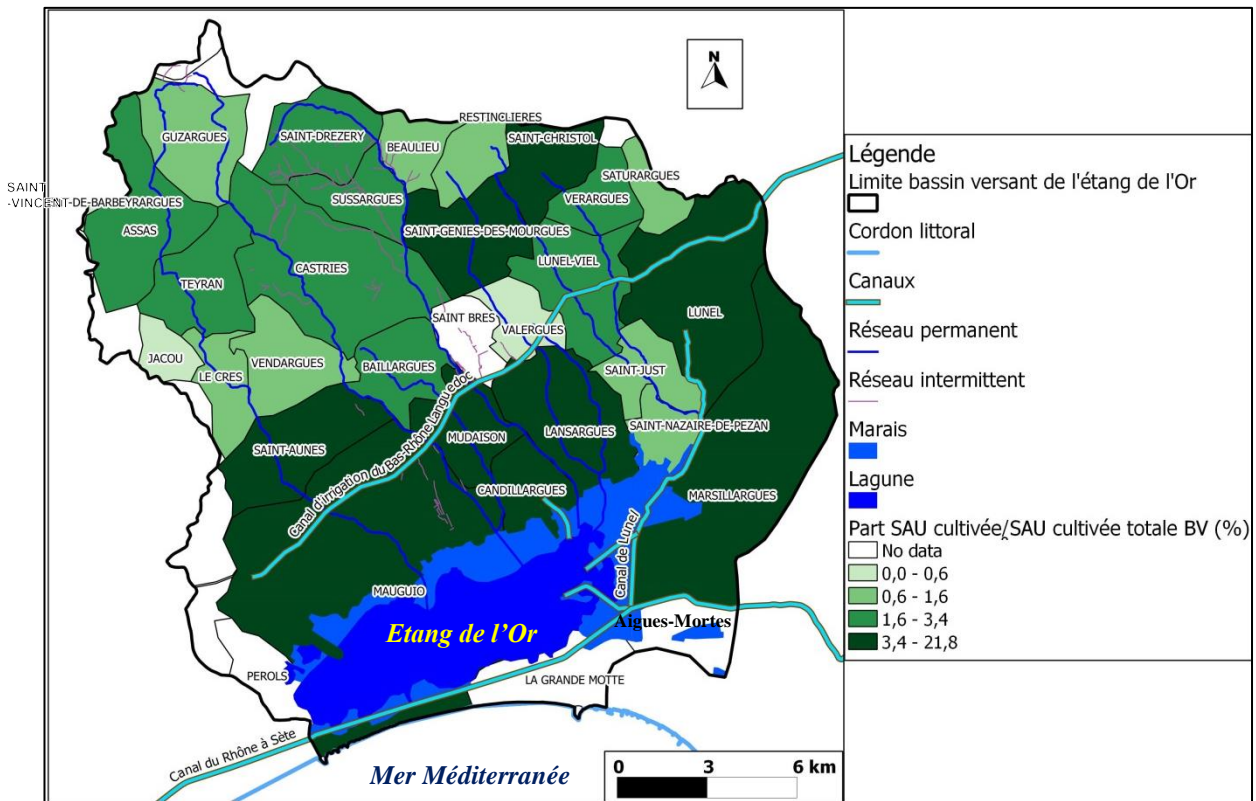 N
RESTINCLIERES
GUZARGUES
SAINT-DREZERY
BEAULIEU
SAINT-CHRISTOL
SATURARGUES
SAINT
-VINCENT-DE-BARBEYRARGUES
SUSSARGUES
VERARGUES
ASSAS
SAINT-GENIES-DES-MOURGUES
CASTRIES
LUNEL-VIEL
TEYRAN
SAINT BRES
VALERGUES
LUNEL
JACOU
LE CRES
VENDARGUES
BAILLARGUES
SAINT-JUST
SAINT-NAZAIRE-DE-PEZAN
SAINT-AUNES
MUDAISON
LANSARGUES
Canal d'irrigation du Bas-Rhône Languedoc
CANDILLARGUES
MARSILLARGUES
Canal de Lunel
MAUGUIO
Etang de l'Or
Aigues-Mortes
PEROLS
LA GRANDE MOTTE
Canal du Rhône à Sète
Mer Méditerranée
0 3 6 km
Légende
Limite bassin versant de l'étang de l'Or
Cordon littoral
Canaux
Réseau permanent
Réseau intermittent
Marais
Lagune
Part SAU cultivée/SAU cultivée totale BV (%)
No data
0,0 - 0,6
0,6 - 1,6
1,6 - 3,4
3,4 - 21,8